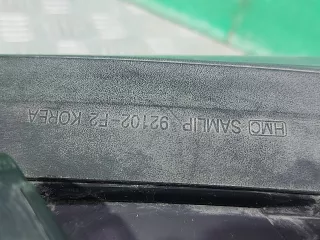 HMC SAMLIP 92102-F2 KOREA